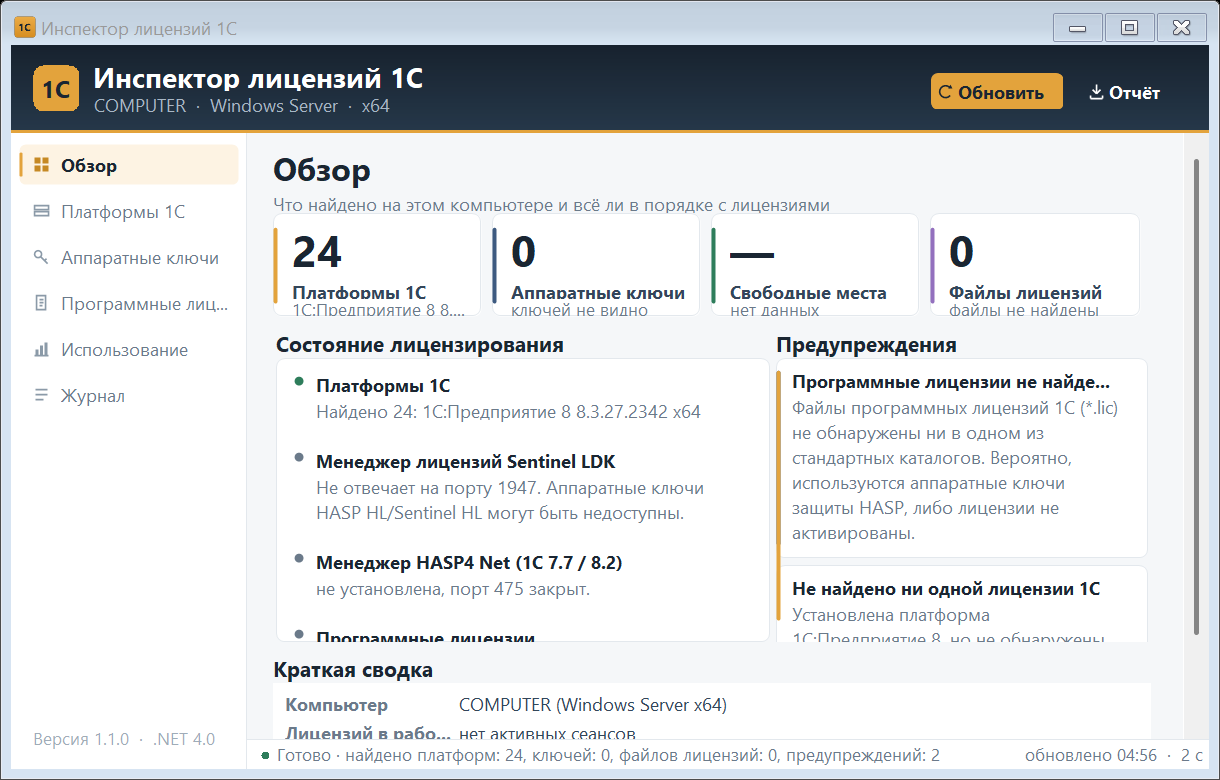 1С Инспектор лицензий 1С
1С
Инспектор лицензий 1С
COMPUTER · Windows Server · x64
Обновить
Отчёт
Обзор
Платформы 1С
Аппаратные ключи
Программные лиц...
Использование
Журнал
Версия 1.1.0 · .NET 4.0
Обзор
Что найдено на этом компьютере и всё ли в порядке с лицензиями
24
Платформы 1С
1С:Предприятие 8 8....
0
Аппаратные ключи
ключей не видно
—
Свободные места
нет данных
0
Файлы лицензий
файлы не найдены
Состояние лицензирования
Платформы 1С
Найдено 24: 1С:Предприятие 8 8.3.27.2342 x64
Менеджер лицензий Sentinel LDK
Не отвечает на порту 1947. Аппаратные ключи
HASP HL/Sentinel HL могут быть недоступны.
Менеджер HASP4 Net (1С 7.7 / 8.2)
не установлена, порт 475 закрыт.
Программные лицензии
Предупреждения
Программные лицензии не найде...
Файлы программных лицензий 1С (*.lic)
не обнаружены ни в одном из
стандартных каталогов. Вероятно,
используются аппаратные ключи
защиты HASP, либо лицензии не
активированы.
Не найдено ни одной лицензии 1С
Установлена платформа
1С:Предприятие 8, но не обнаружены
Краткая сводка
Компьютер COMPUTER (Windows Server x64)
Лицензий в рабо... нет активных сеансов
Готово · найдено платформ: 24, ключей: 0, файлов лицензий: 0, предупреждений: 2
обновлено 04:56 · 2 с